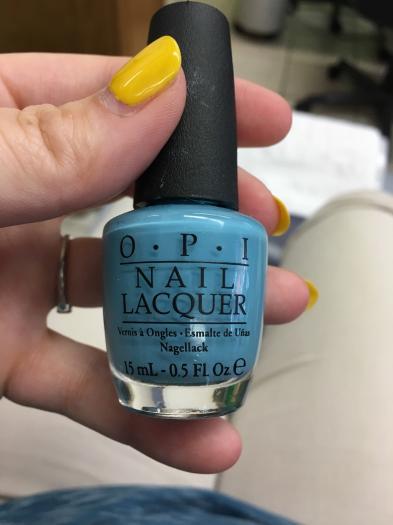 O · P · I
NAIL
LACQUER
Vernis à Ongles · Esmalte de Uñas
Nagellack
15 mL - 0.5 Fl. Oz. ℮